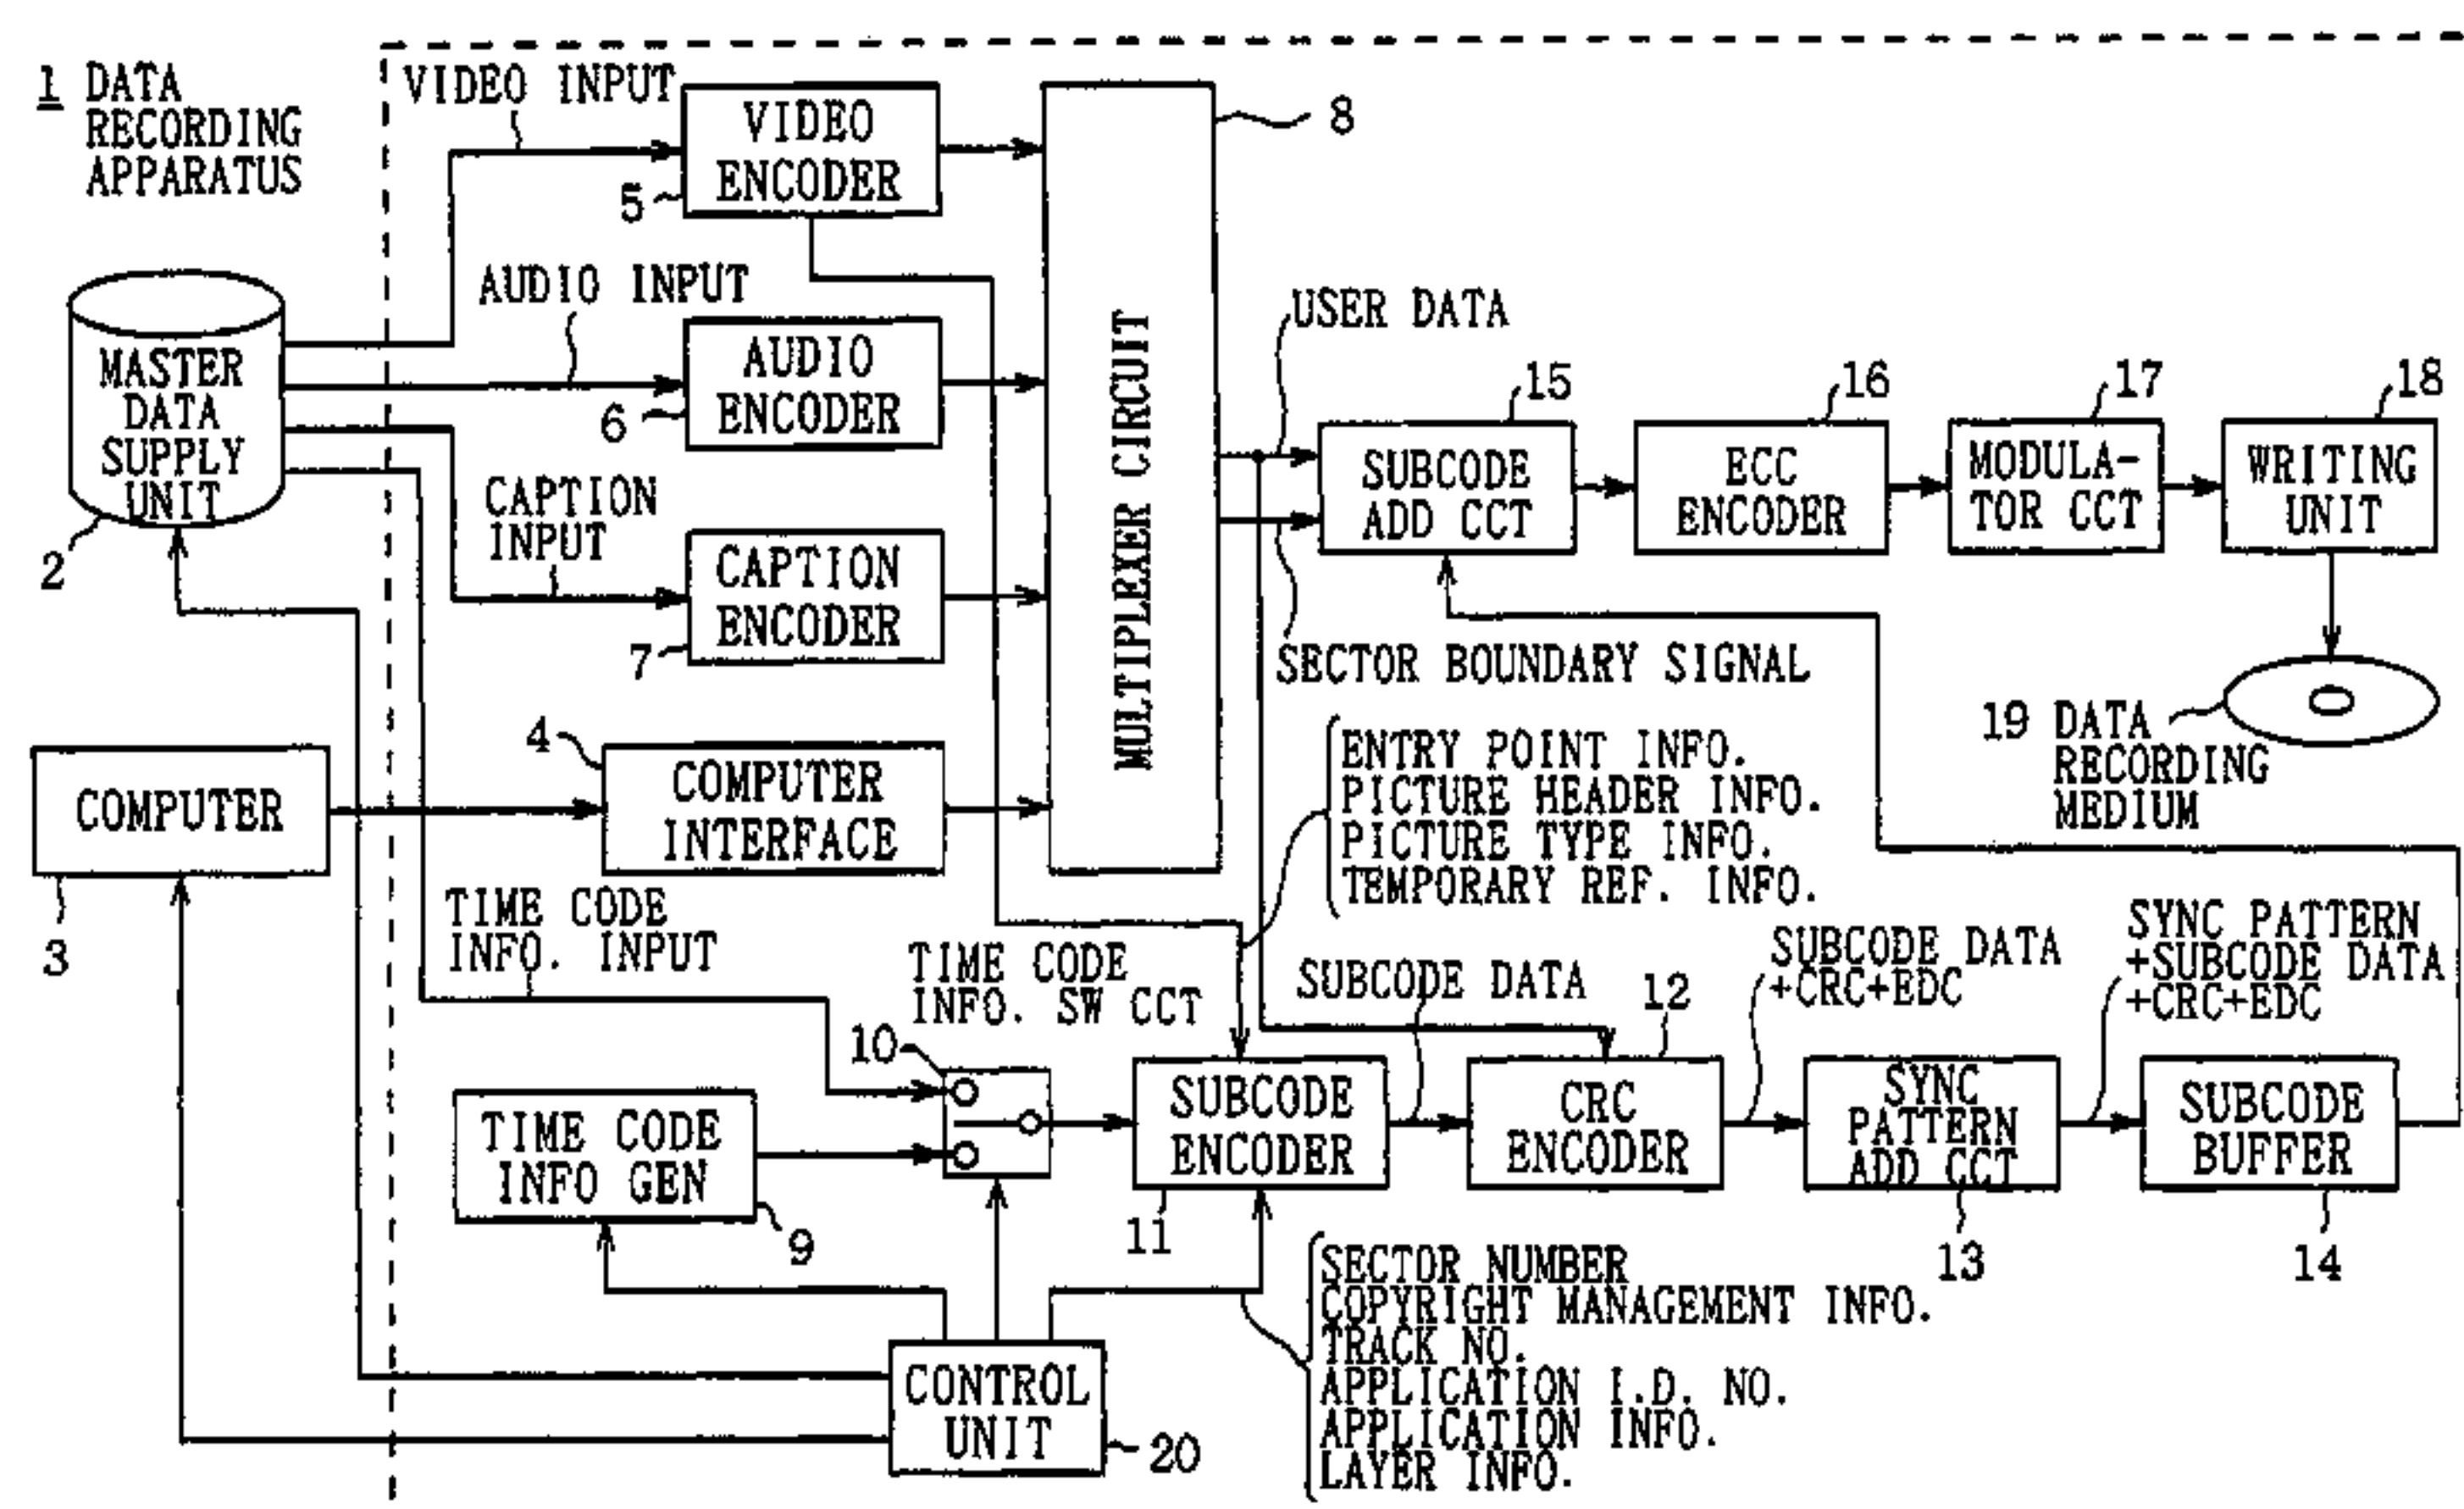 1 DATA
RECORDING
APPARATUS
VIDEO INPUT
VIDEO
ENCODER
5
8
AUDIO INPUT
AUDIO
ENCODER
6
MASTER
DATA
SUPPLY
UNIT
2
CAPTION
INPUT
CAPTION
ENCODER
7
MULTIPLEXER CIRCUIT
USER DATA
15
SUBCODE
ADD CCT
16
ECC
ENCODER
17
MODULA-
TOR CCT
18
WRITING
UNIT
SECTOR BOUNDARY SIGNAL
19 DATA
RECORDING
MEDIUM
COMPUTER
3
4
COMPUTER
INTERFACE
ENTRY POINT INFO.
PICTURE HEADER INFO.
PICTURE TYPE INFO.
TEMPORARY REF. INFO.
TIME CODE
INFO. INPUT
TIME CODE
INFO. SW CCT
10
SUBCODE DATA
12
SUBCODE DATA
+CRC+EDC
SYNC PATTERN
+SUBCODE DATA
+CRC+EDC
TIME CODE
INFO GEN
9
SUBCODE
ENCODER
11
CRC
ENCODER
SYNC
PATTERN
ADD CCT
13
SUBCODE
BUFFER
14
CONTROL
UNIT
20
SECTOR NUMBER
COPYRIGHT MANAGEMENT INFO.
TRACK NO.
APPLICATION I.D. NO.
APPLICATION INFO.
LAYER INFO.